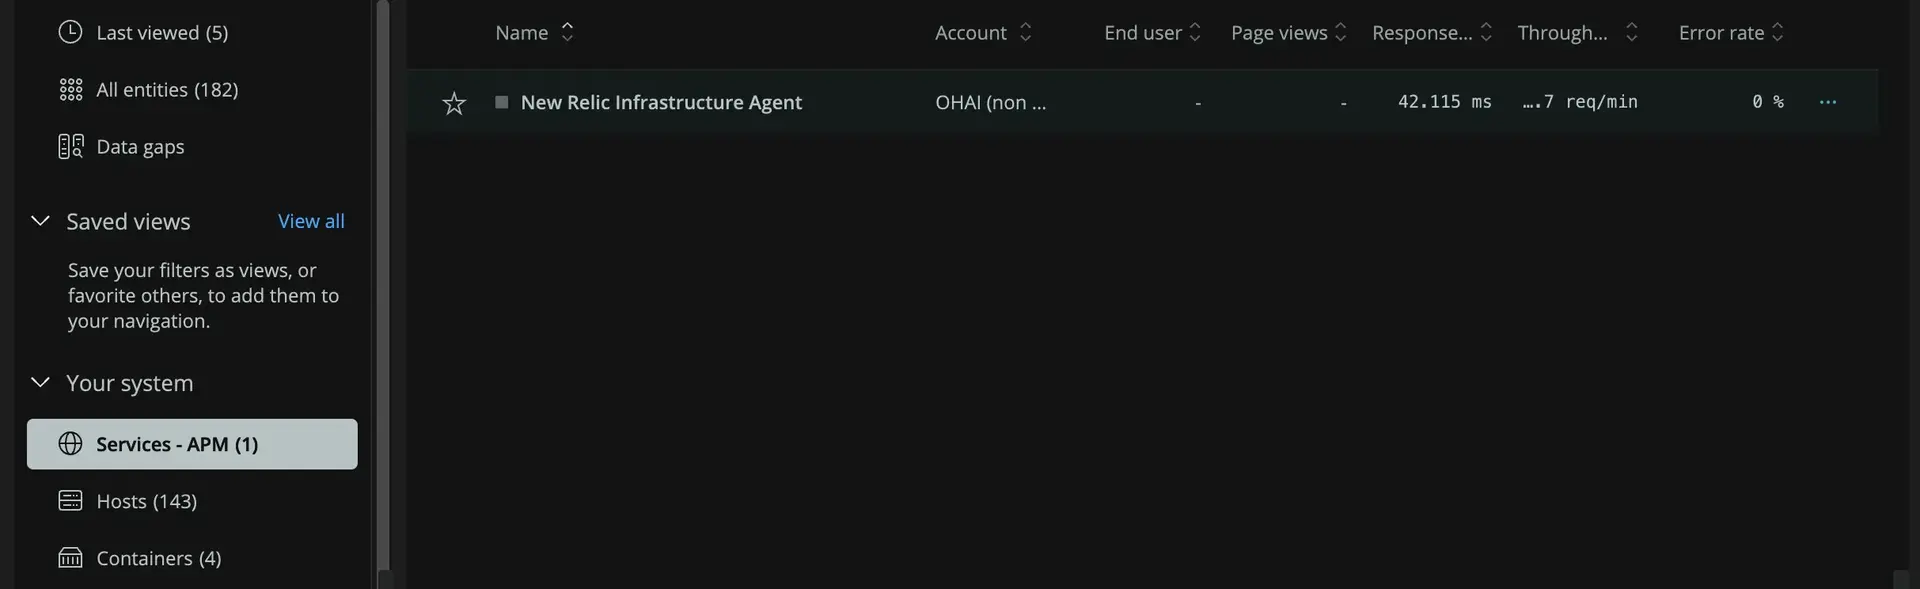 Last viewed (5)
All entities (182)
Data gaps
Saved views View all
Save your filters as views, or
favorite others, to add them to
your navigation.
Your system
Services - APM (1)
Hosts (143)
Containers (4)
Name Account End user Page views Response... Through... Error rate
New Relic Infrastructure Agent OHAI (non ... - - 42.115 ms ….7 req/min 0 % ...